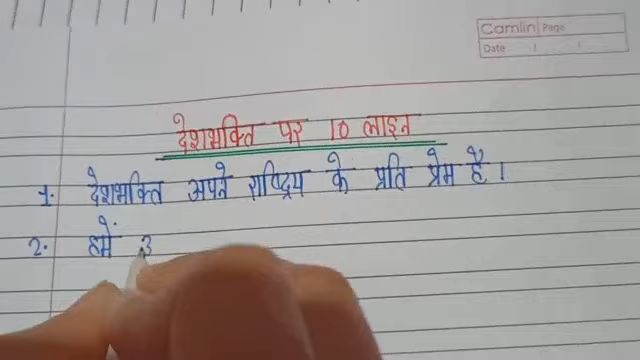 Camlin Page
Date / /
देशभक्ति पर 10 लाइन
1. देशभक्ति अपने राष्ट्रिय के प्रति प्रेम है।
2. हमें